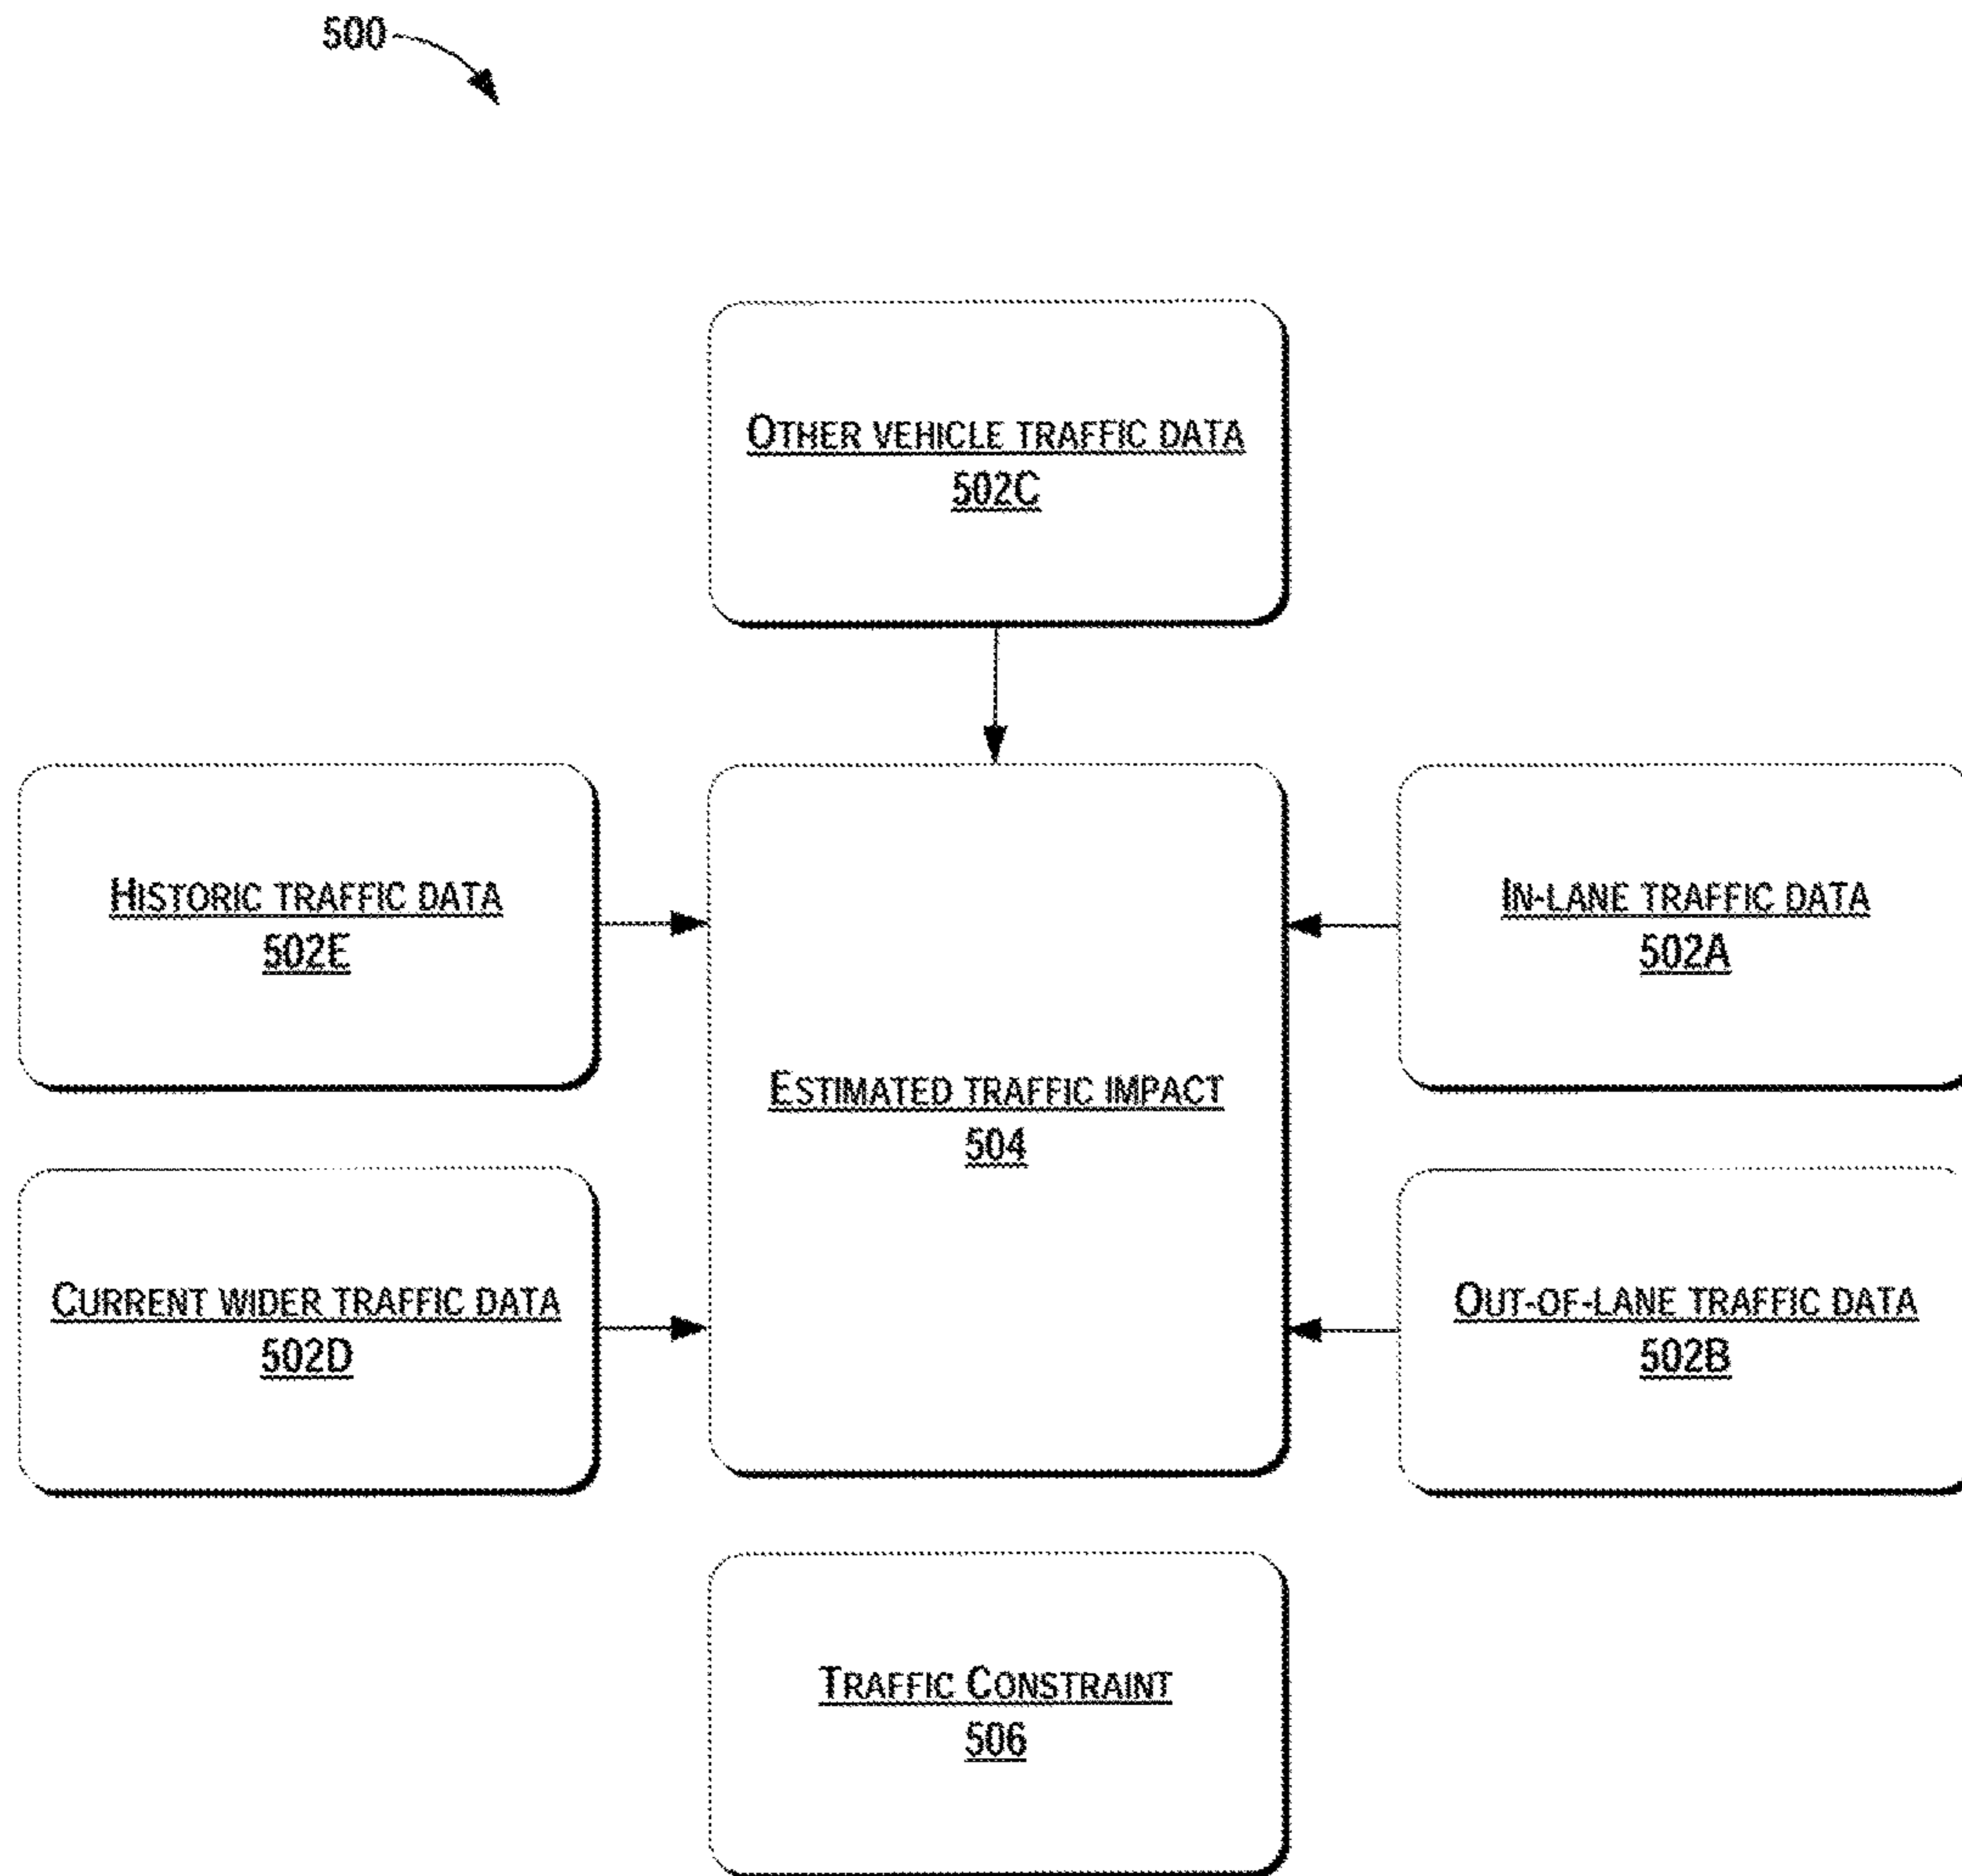 500
OTHER VEHICLE TRAFFIC DATA
502C
HISTORIC TRAFFIC DATA
502E
IN-LANE TRAFFIC DATA
502A
ESTIMATED TRAFFIC IMPACT
504
CURRENT WIDER TRAFFIC DATA
502D
OUT-OF-LANE TRAFFIC DATA
502B
TRAFFIC CONSTRAINT
506